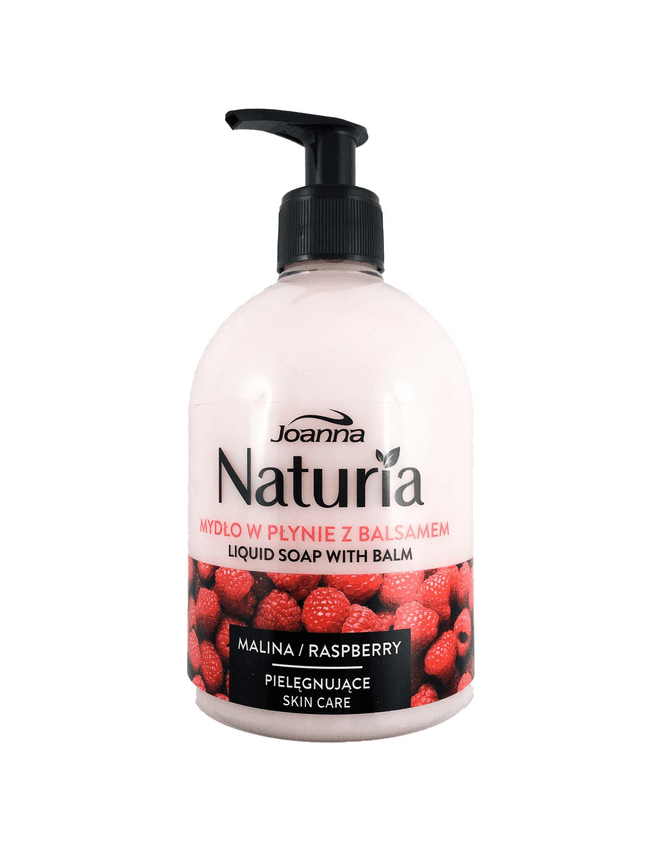 Joanna
Naturia
MYDŁO W PŁYNIE Z BALSAMEM
LIQUID SOAP WITH BALM
MALINA / RASPBERRY
PIELĘGNUJĄCE
SKIN CARE